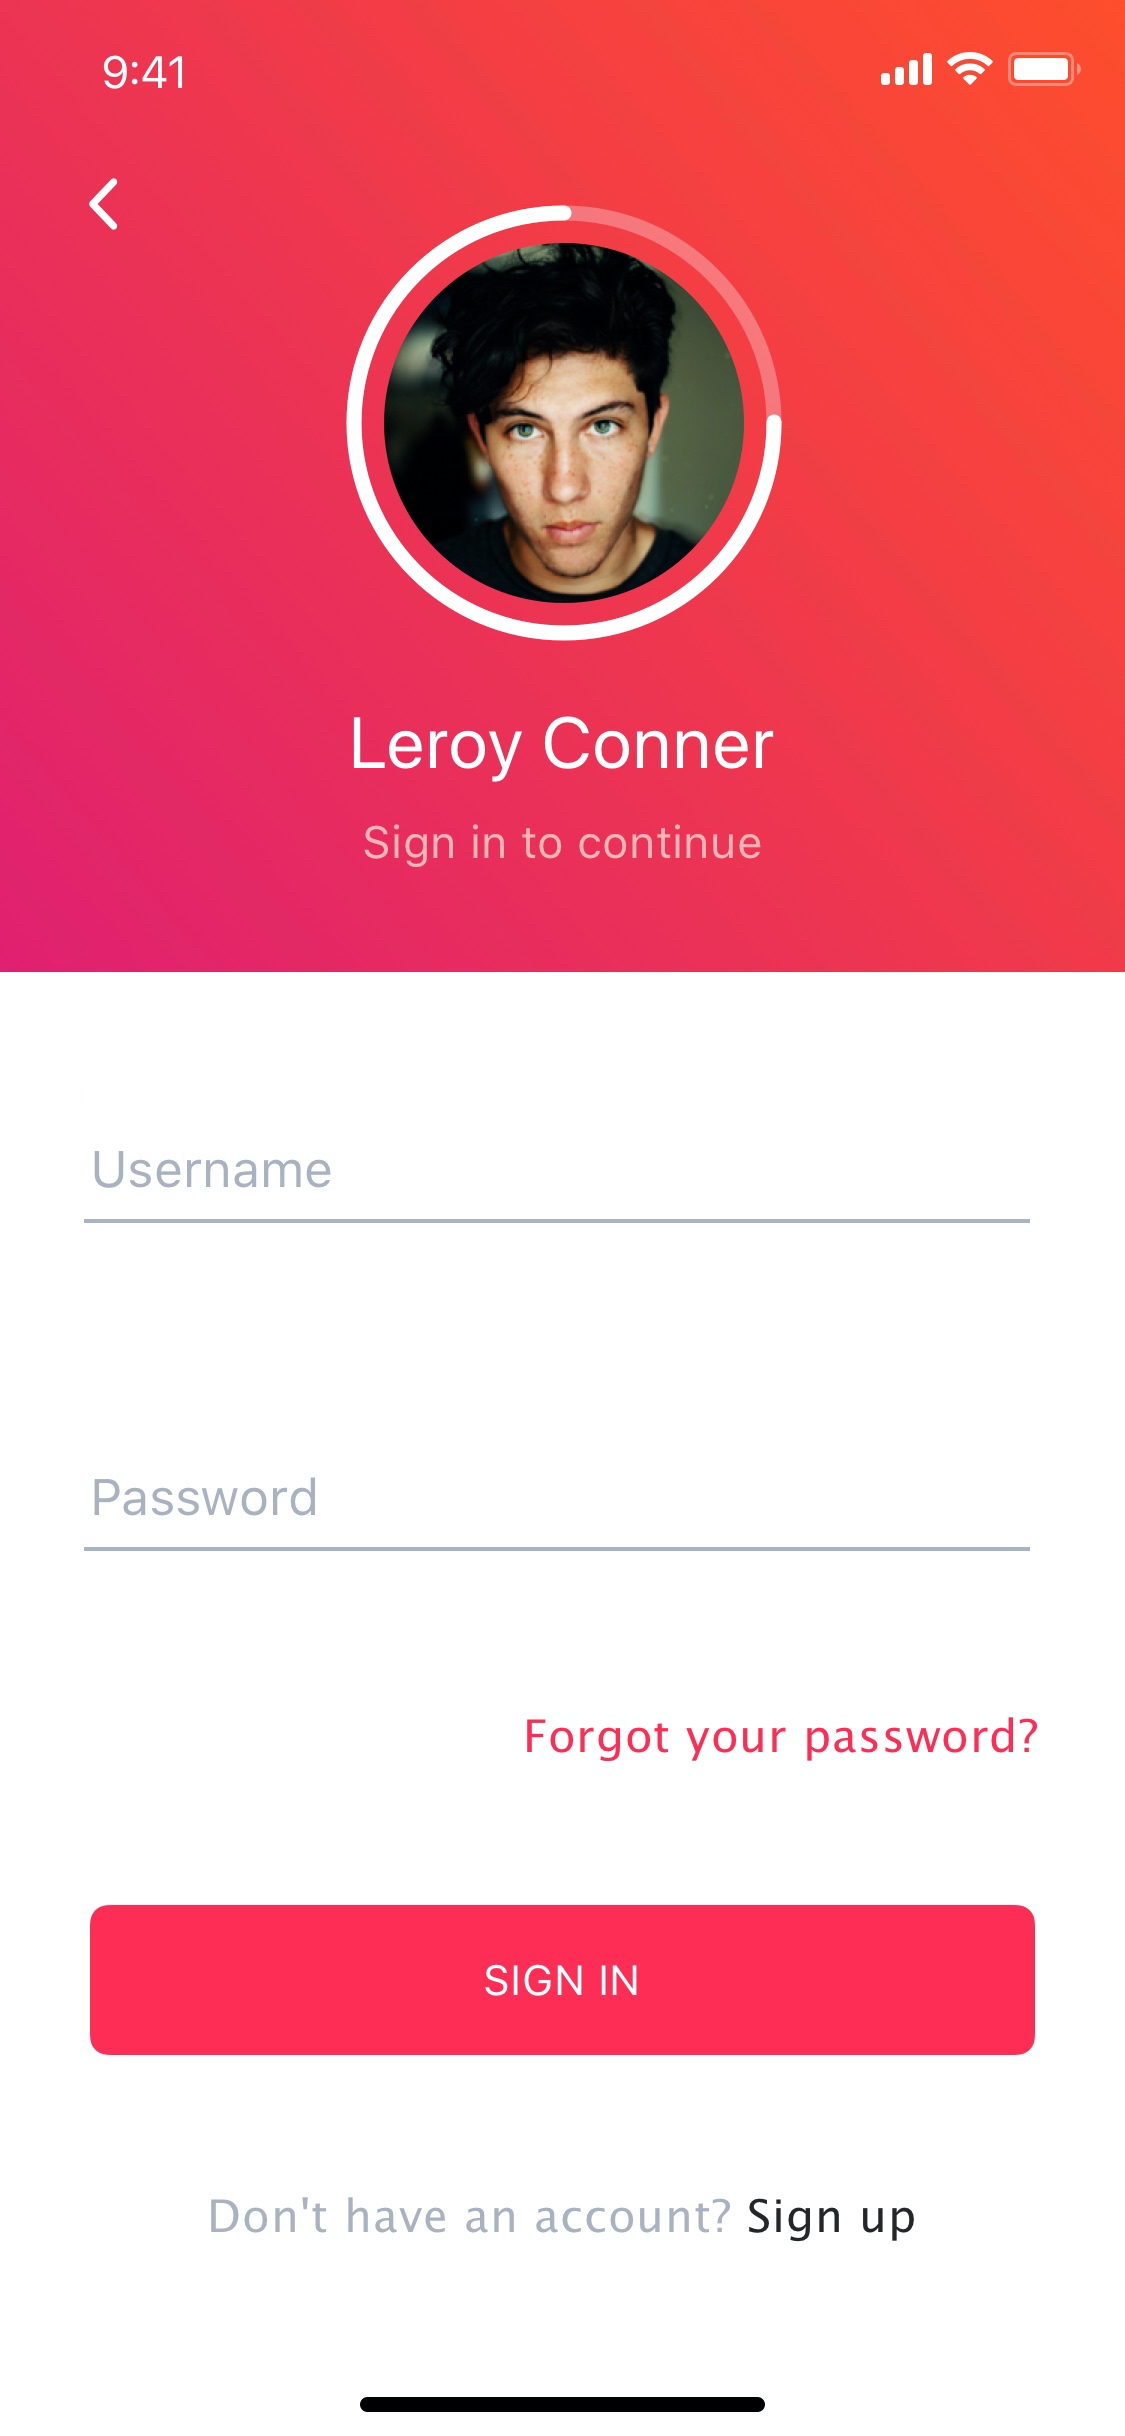 9:41
Leroy Conner
Sign in to continue
Username
Password
Forgot your password?
SIGN IN
Don't have an account? Sign up